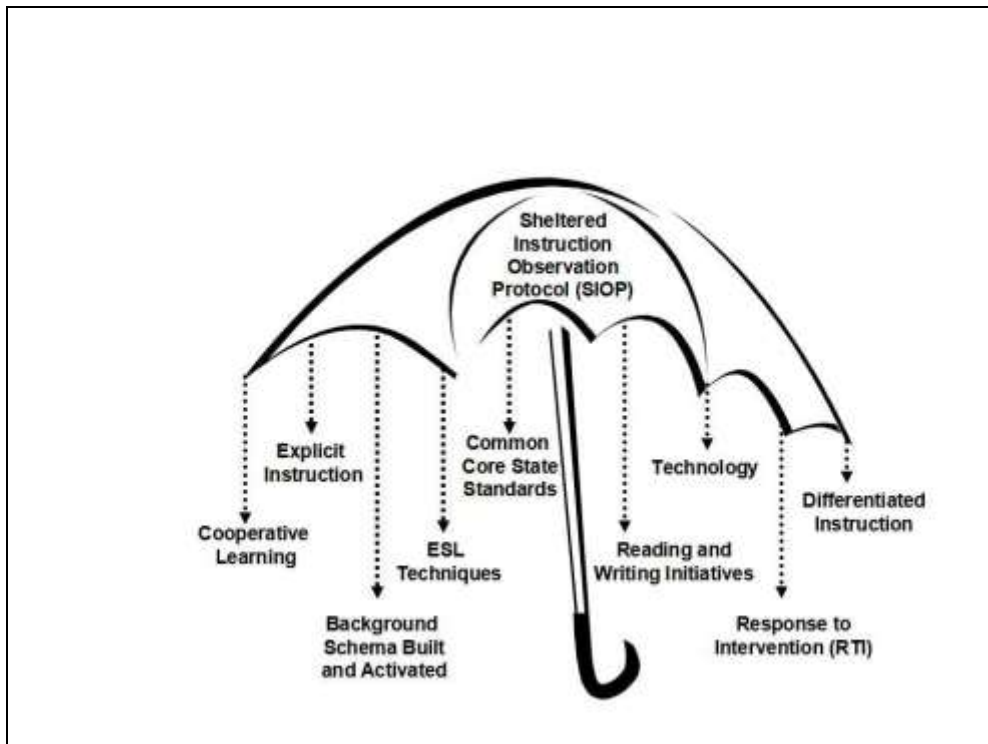 Sheltered
Instruction
Observation
Protocol (SIOP)
Cooperative
Learning
Explicit
Instruction
Background
Schema Built
and Activated
ESL
Techniques
Common
Core State
Standards
Reading and
Writing Initiatives
Technology
Response to
Intervention (RTI)
Differentiated
Instruction